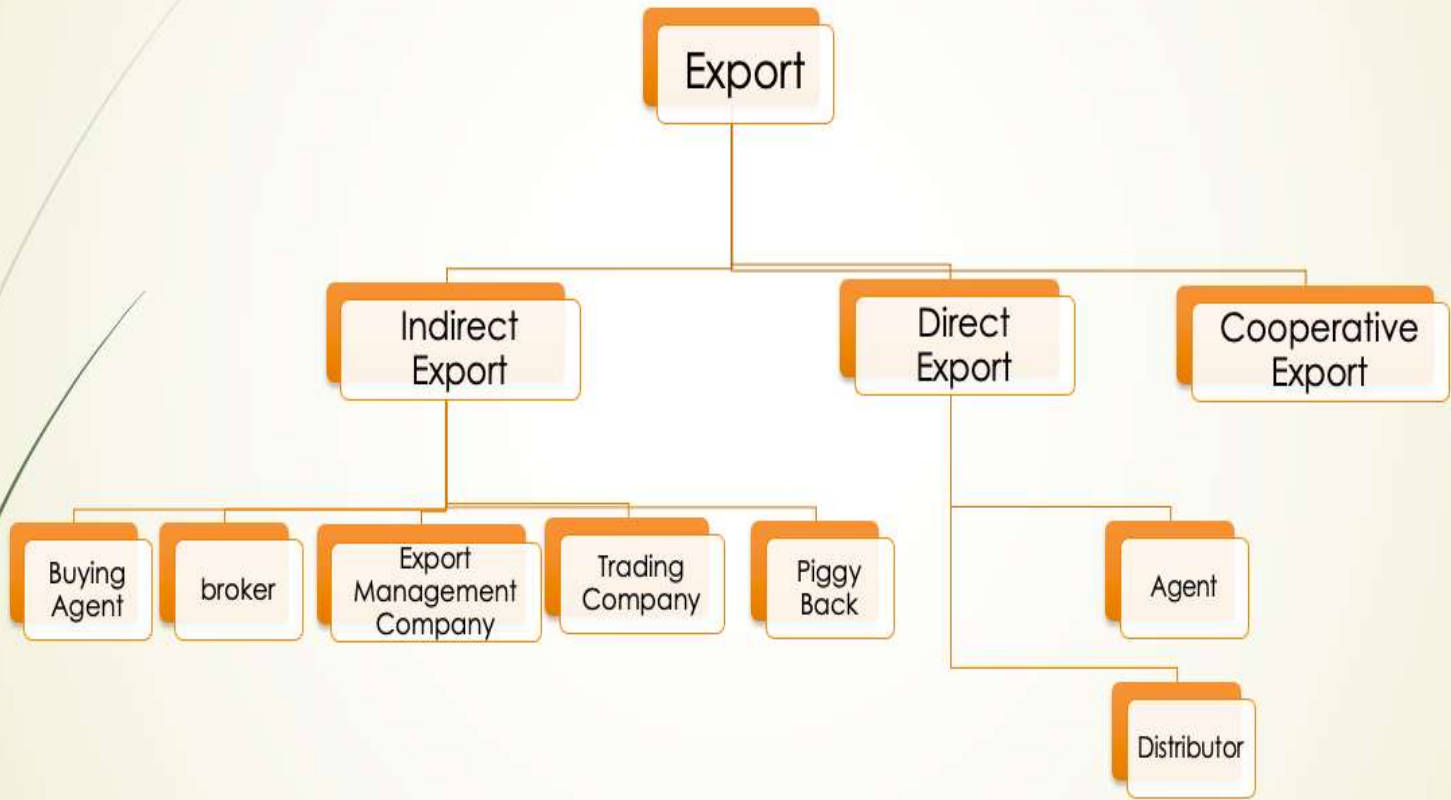 Export
Indirect
Export
Direct
Export
Cooperative
Export
Buying
Agent
broker
Export
Management
Company
Trading
Company
Piggy
Back
Agent
Distributor